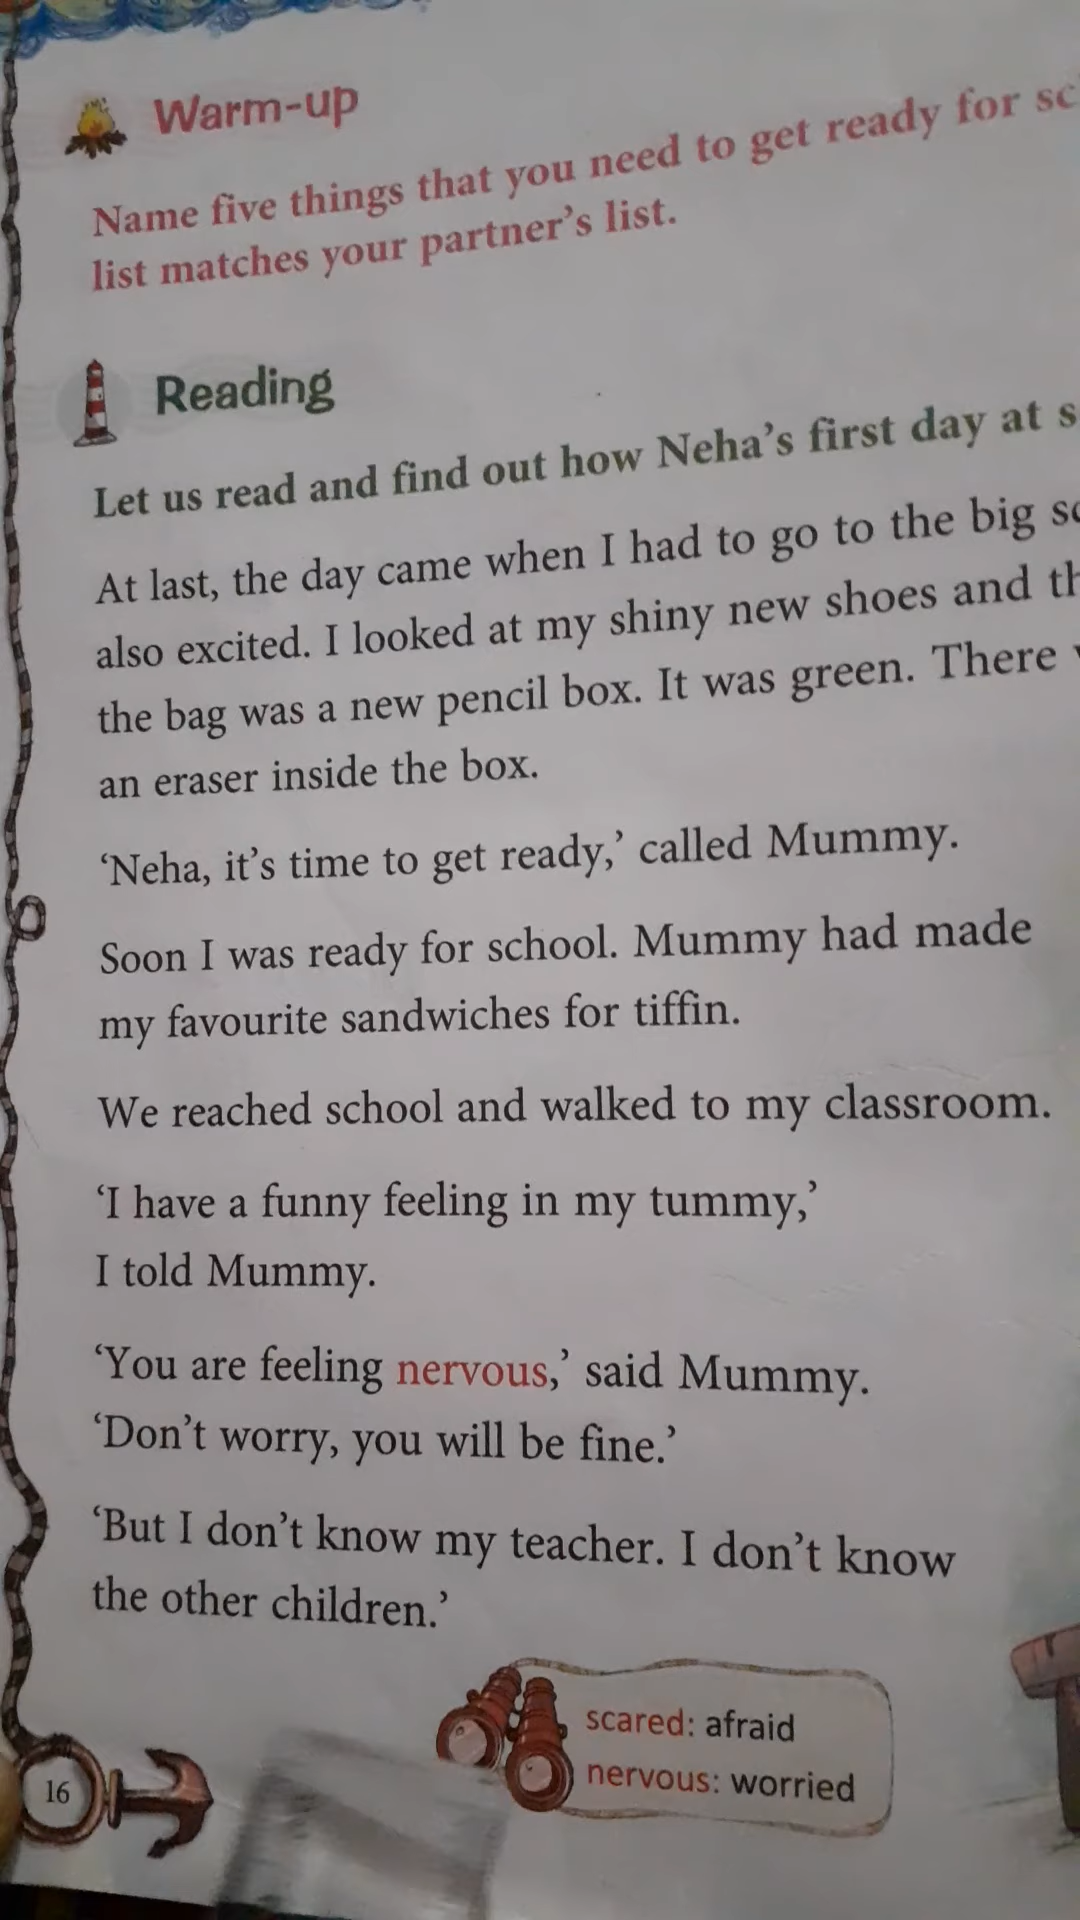 Warm-up
Name five things that you need to get ready for
list matches your partner's list.
Reading
Let us read and find out how Neha's first day at
At last, the day came when I had to go to the big
also excited. I looked at my shiny new shoes and
the bag was a new pencil box. It was green. There
an eraser inside the box.
‘Neha, it's time to get ready,’ called Mummy.
Soon I was ready for school. Mummy had made
my favourite sandwiches for tiffin.
We reached school and walked to my classroom.
‘I have a funny feeling in my tummy,’
I told Mummy.
‘You are feeling nervous,’ said Mummy.
‘Don't worry, you will be fine.’
‘But I don't know my teacher. I don't know
the other children.’
scared: afraid
nervous: worried
16